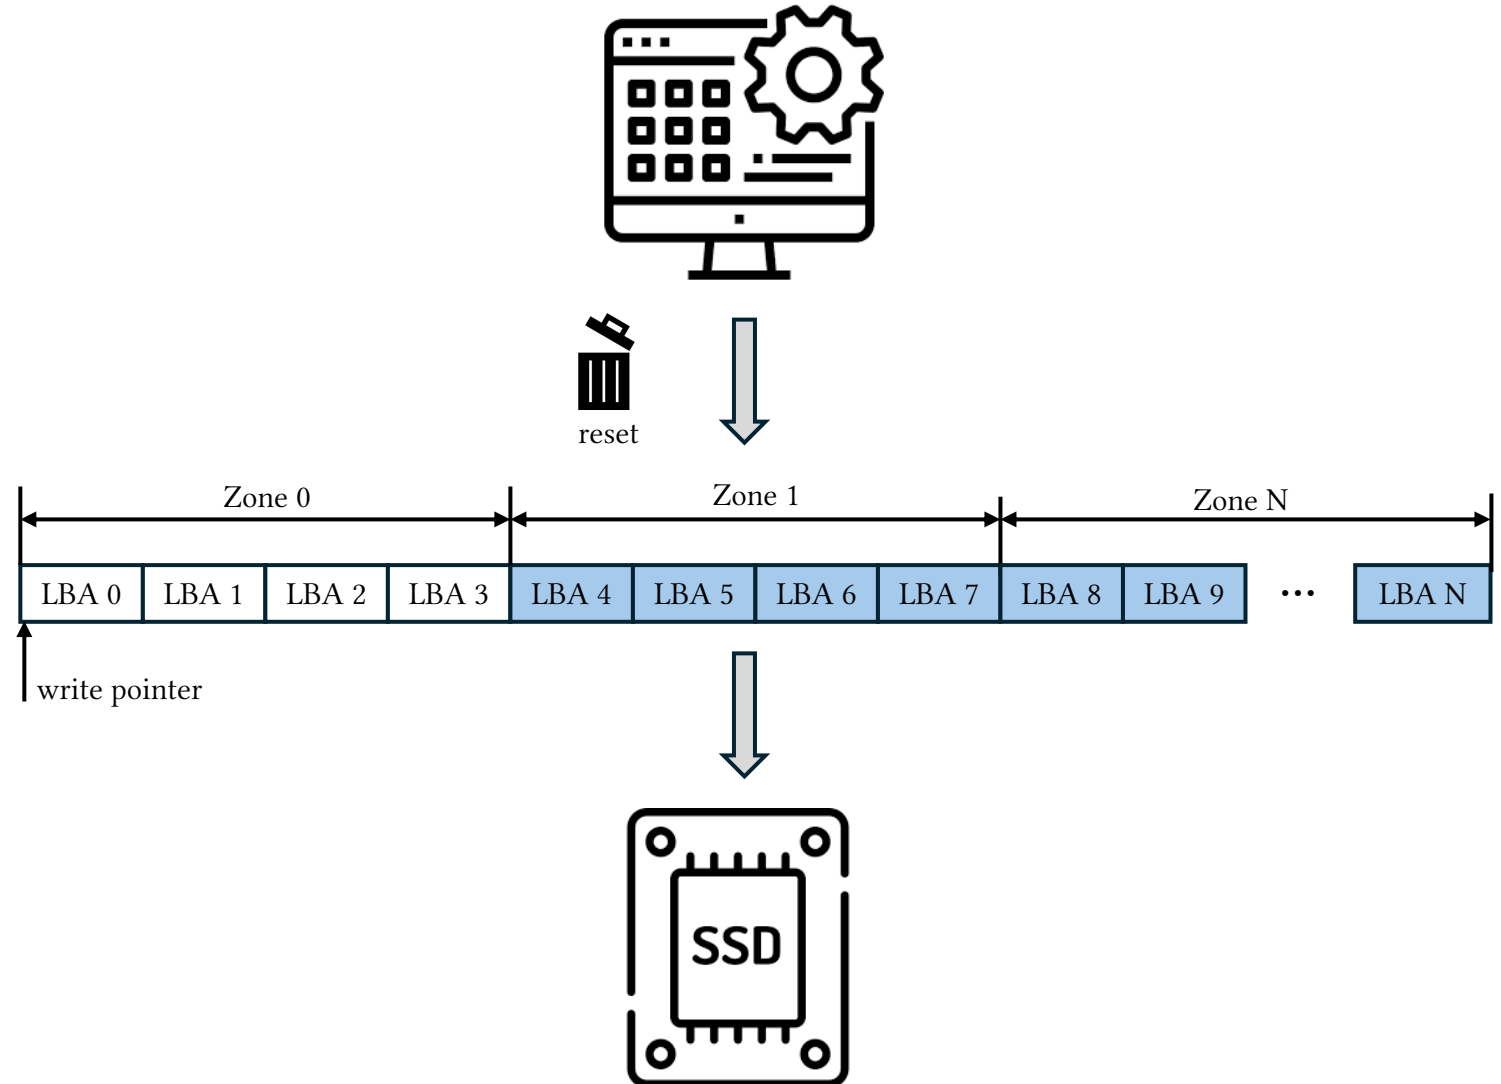 reset
Zone 0 Zone 1 Zone N
LBA 0 LBA 1 LBA 2 LBA 3 LBA 4 LBA 5 LBA 6 LBA 7 LBA 8 LBA 9 ... LBA N
write pointer
SSD